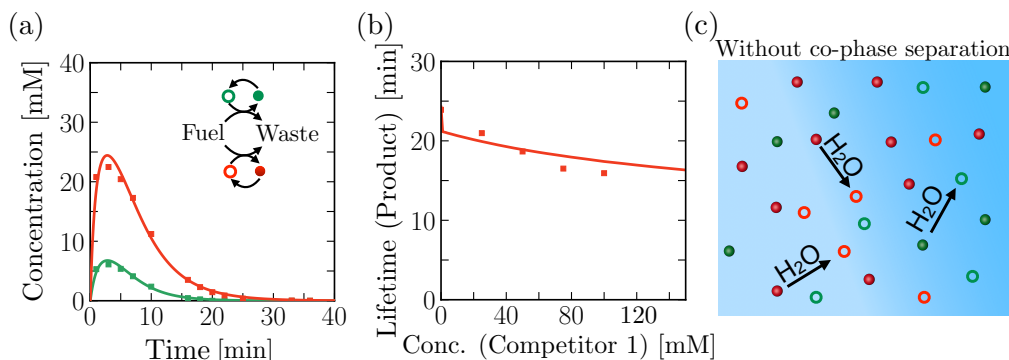 (a)
Concentration [mM]
40
30
20
10
0
0 10 20 30 40
Time [min]
Fuel Waste
(b)
Lifetime (Product) [min]
30
20
10
0
0 40 80 120
Conc. (Competitor 1) [mM]
(c)
Without co-phase separation
H₂O
H₂O
H₂O